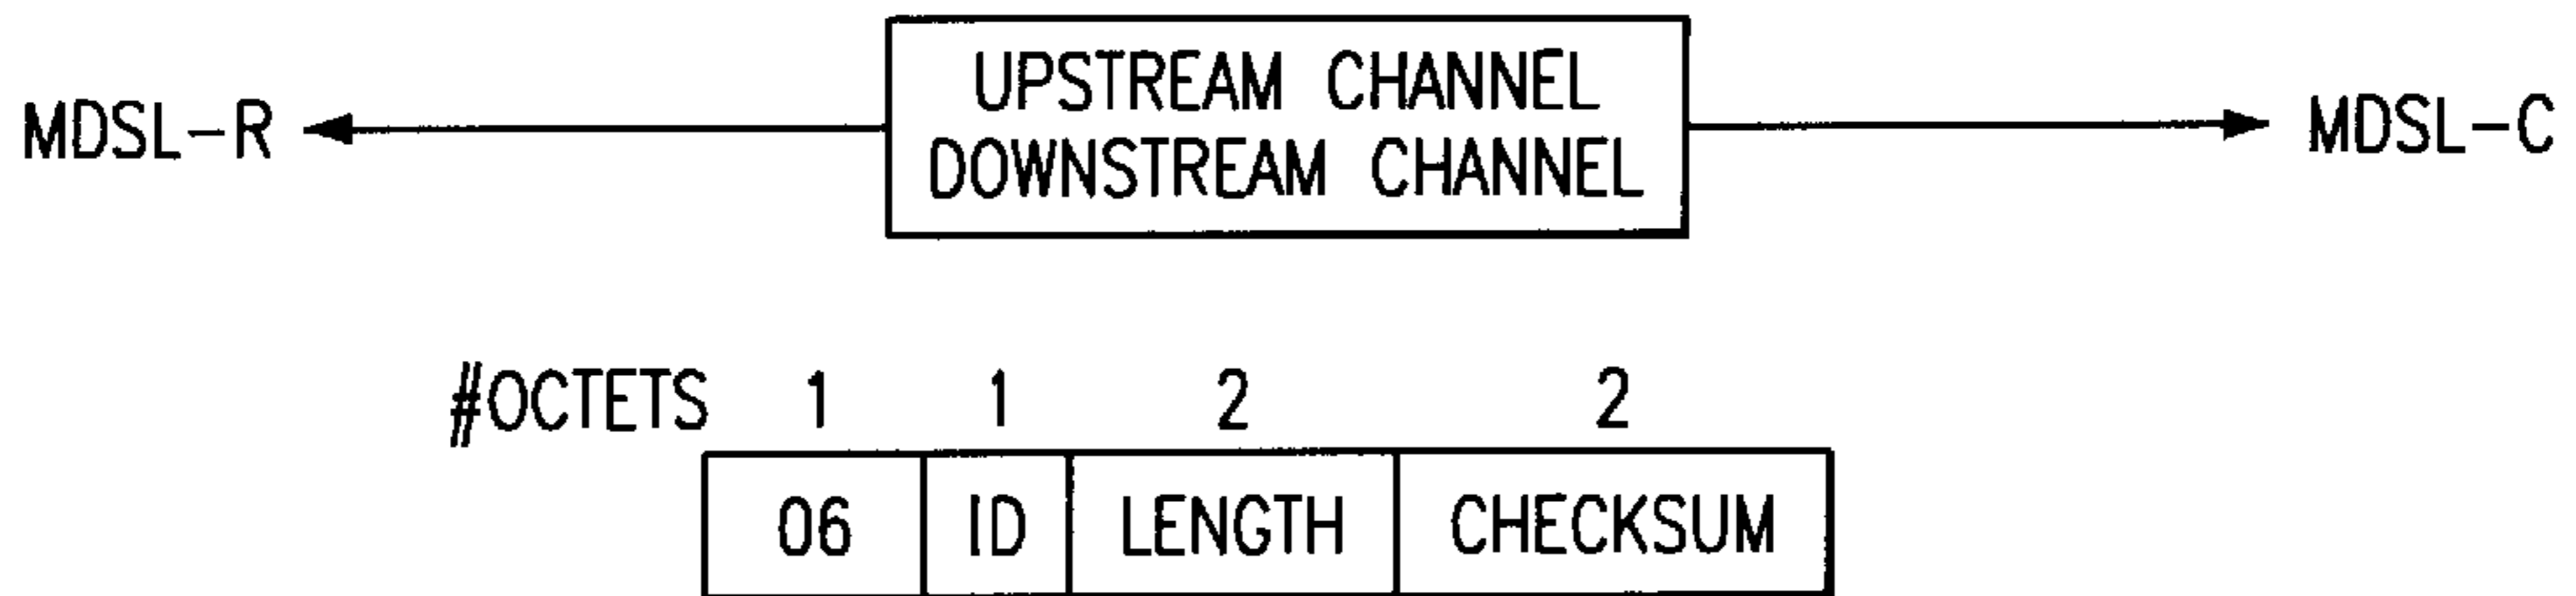 UPSTREAM CHANNEL
MDSL-R DOWNSTREAM CHANNEL MDSL-C
#OCTETS 1 1 2 2
06 ID LENGTH CHECKSUM